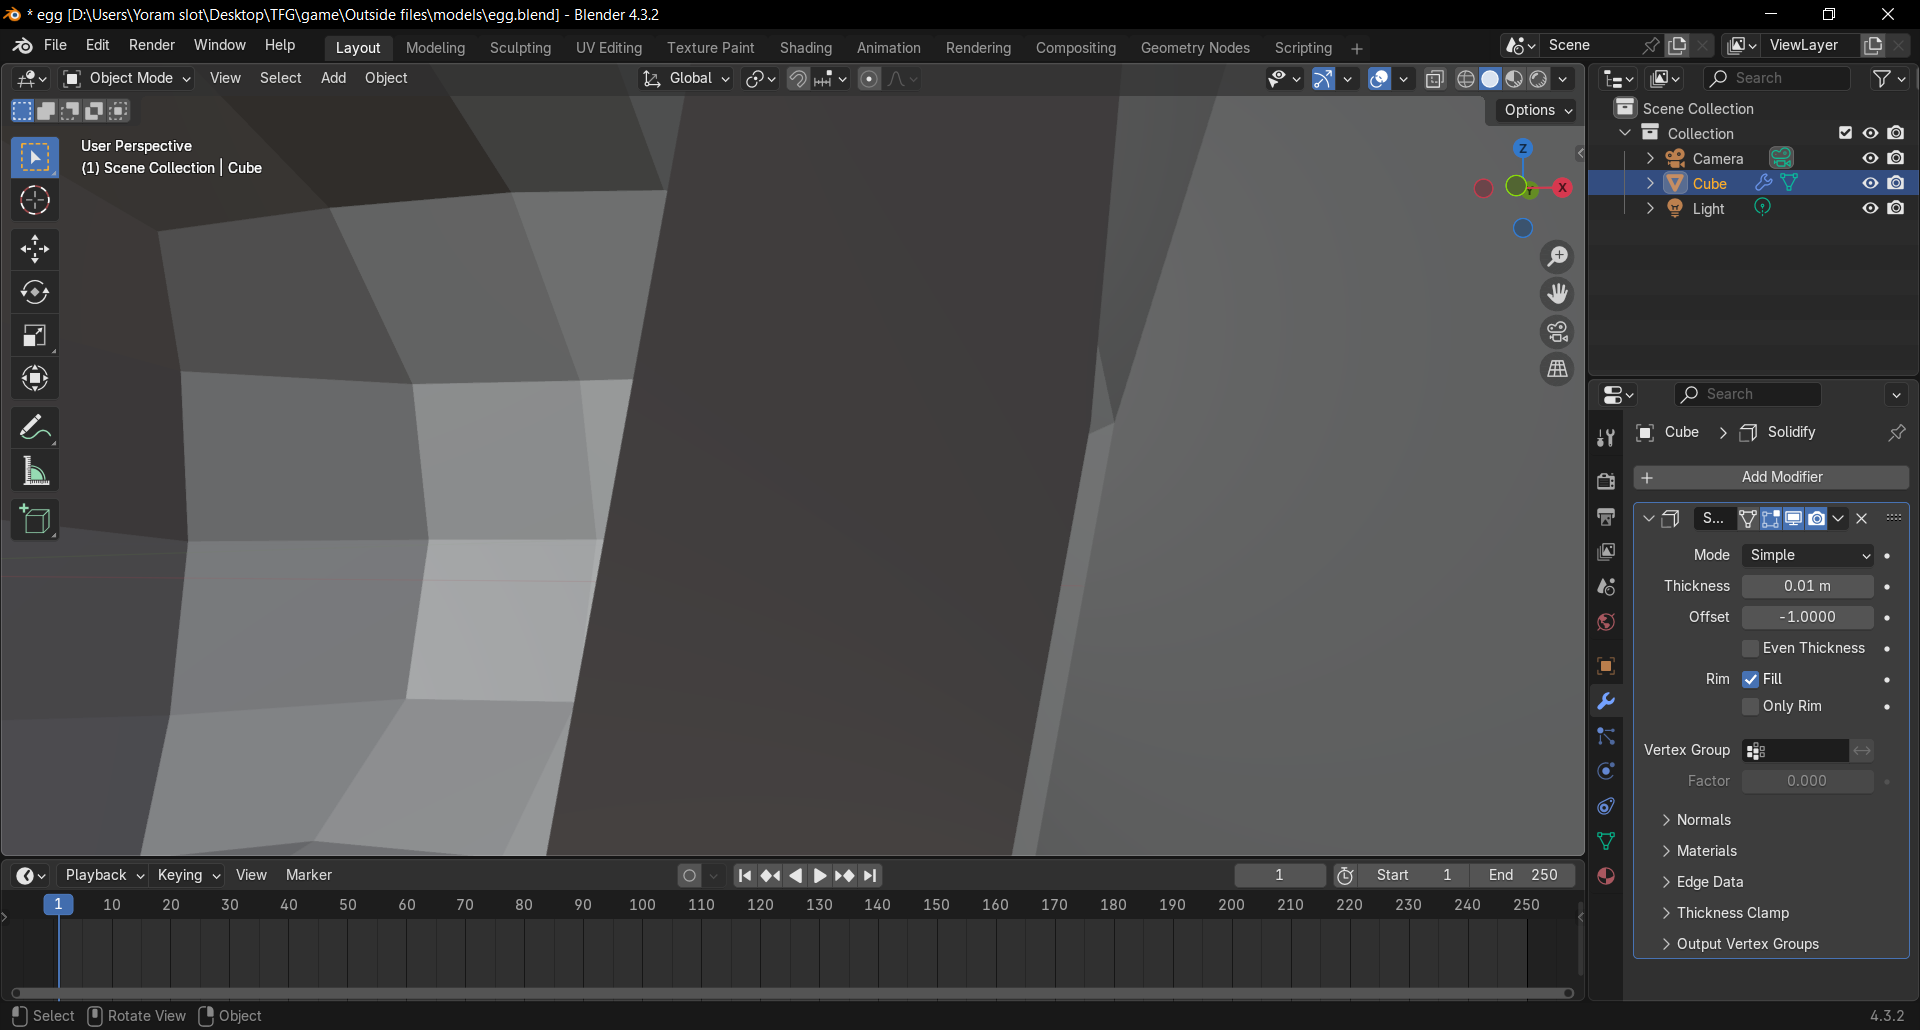 * egg [D:\Users\Yoram slot\Desktop\TFG\game\Outside files\models\egg.blend] - Blender 4.3.2
File Edit Render Window Help Layout Modeling Sculpting UV Editing Texture Paint Shading Animation Rendering Compositing Geometry Nodes Scripting + Scene ViewLayer
Object Mode View Select Add Object Global Search
Options
Scene Collection
User Perspective
(1) Scene Collection | Cube
Collection
Camera
Cube
Light
Z
X
Y
Search
Cube > Solidify
+ Add Modifier
S...
Mode Simple
Thickness 0.01 m
Offset -1.0000
Even Thickness
Rim Fill
Only Rim
Vertex Group
Factor 0.000
Normals
Materials
Edge Data
Thickness Clamp
Output Vertex Groups
Playback Keying View Marker 1 Start 1 End 250
1 10 20 30 40 50 60 70 80 90 100 110 120 130 140 150 160 170 180 190 200 210 220 230 240 250
Select Rotate View Object 4.3.2